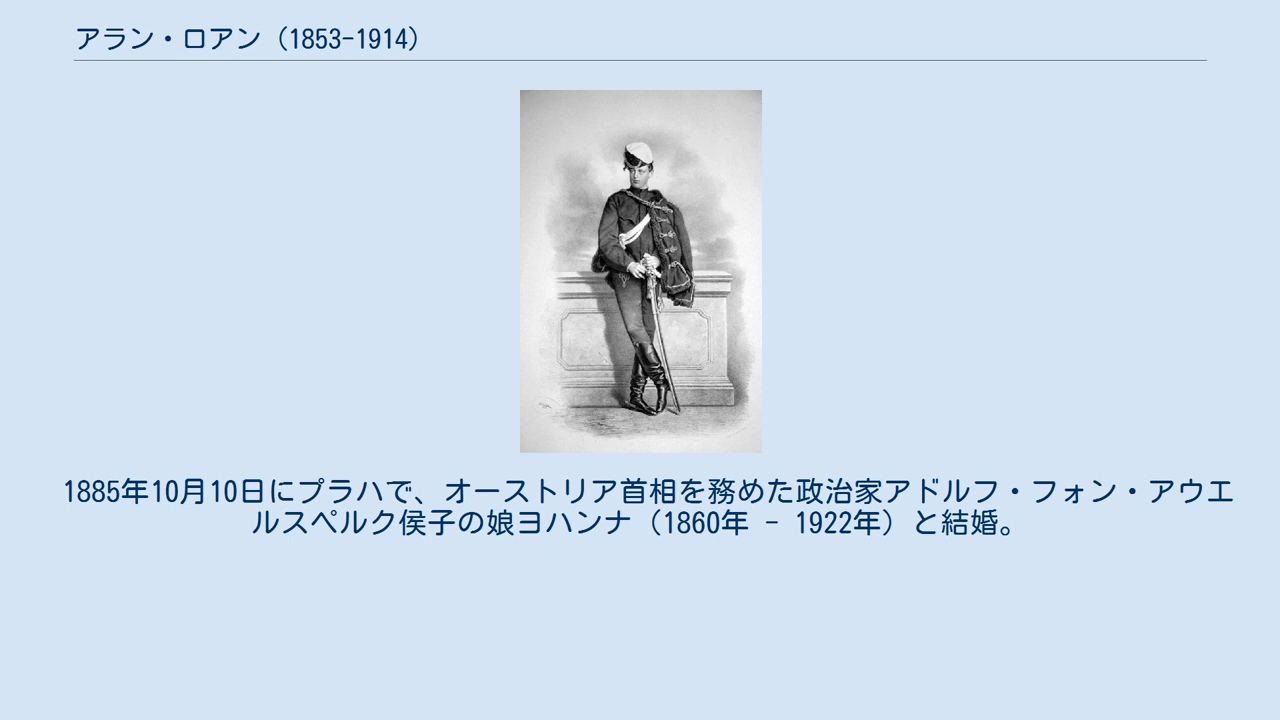 アラン・ロアン（1853-1914）
1885年10月10日にプラハで、オーストリア首相を務めた政治家アドルフ・フォン・アウエ
ルスペルク侯子の娘ヨハンナ（1860年 - 1922年）と結婚。